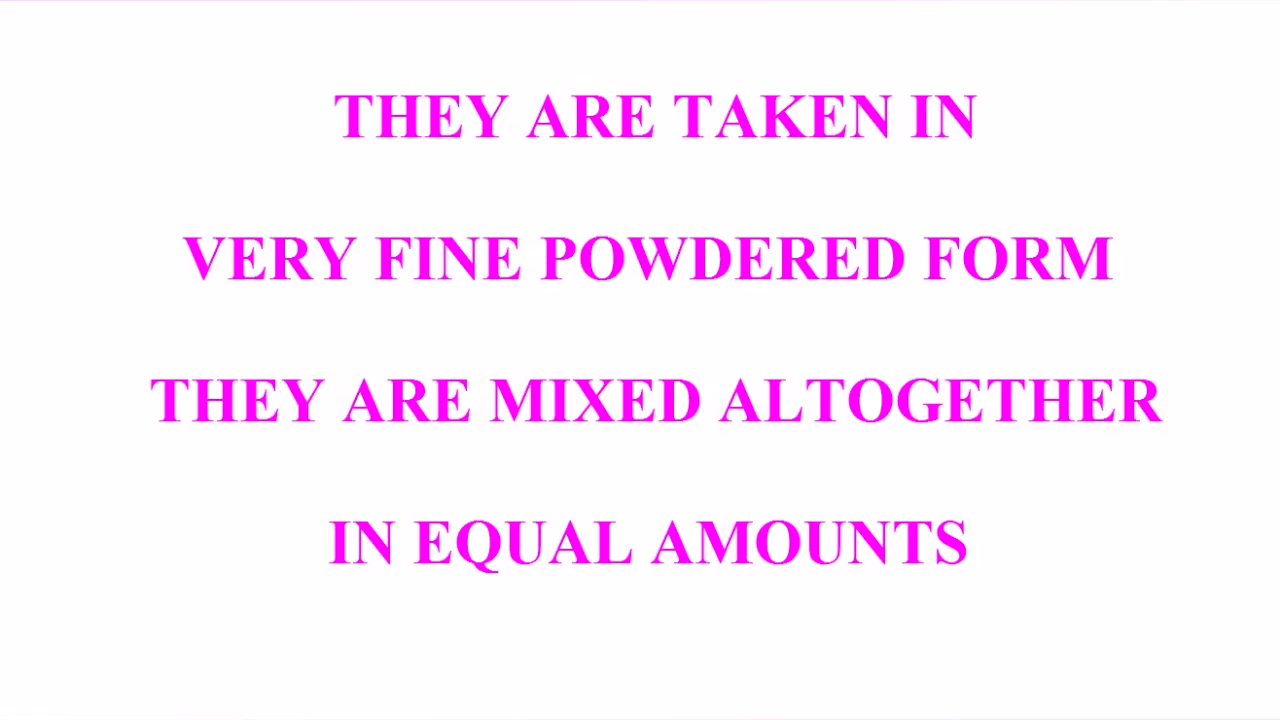 THEY ARE TAKEN IN
VERY FINE POWDERED FORM
THEY ARE MIXED ALTOGETHER
IN EQUAL AMOUNTS